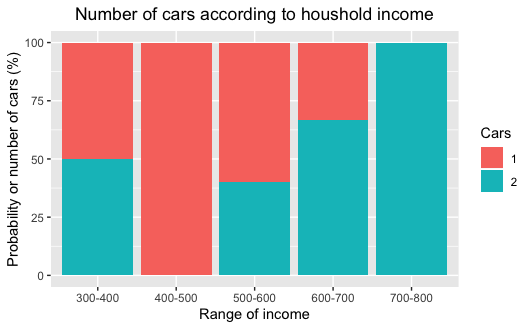 Number of cars according to houshold income
Probability or number of cars (%)
100
75
50
25
0
300-400 400-500 500-600 600-700 700-800
Range of income
Cars
1
2